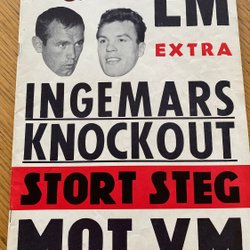 LM
EXTRA
INGEMARS
KNOCKOUT
STORT STEG
MOT VM